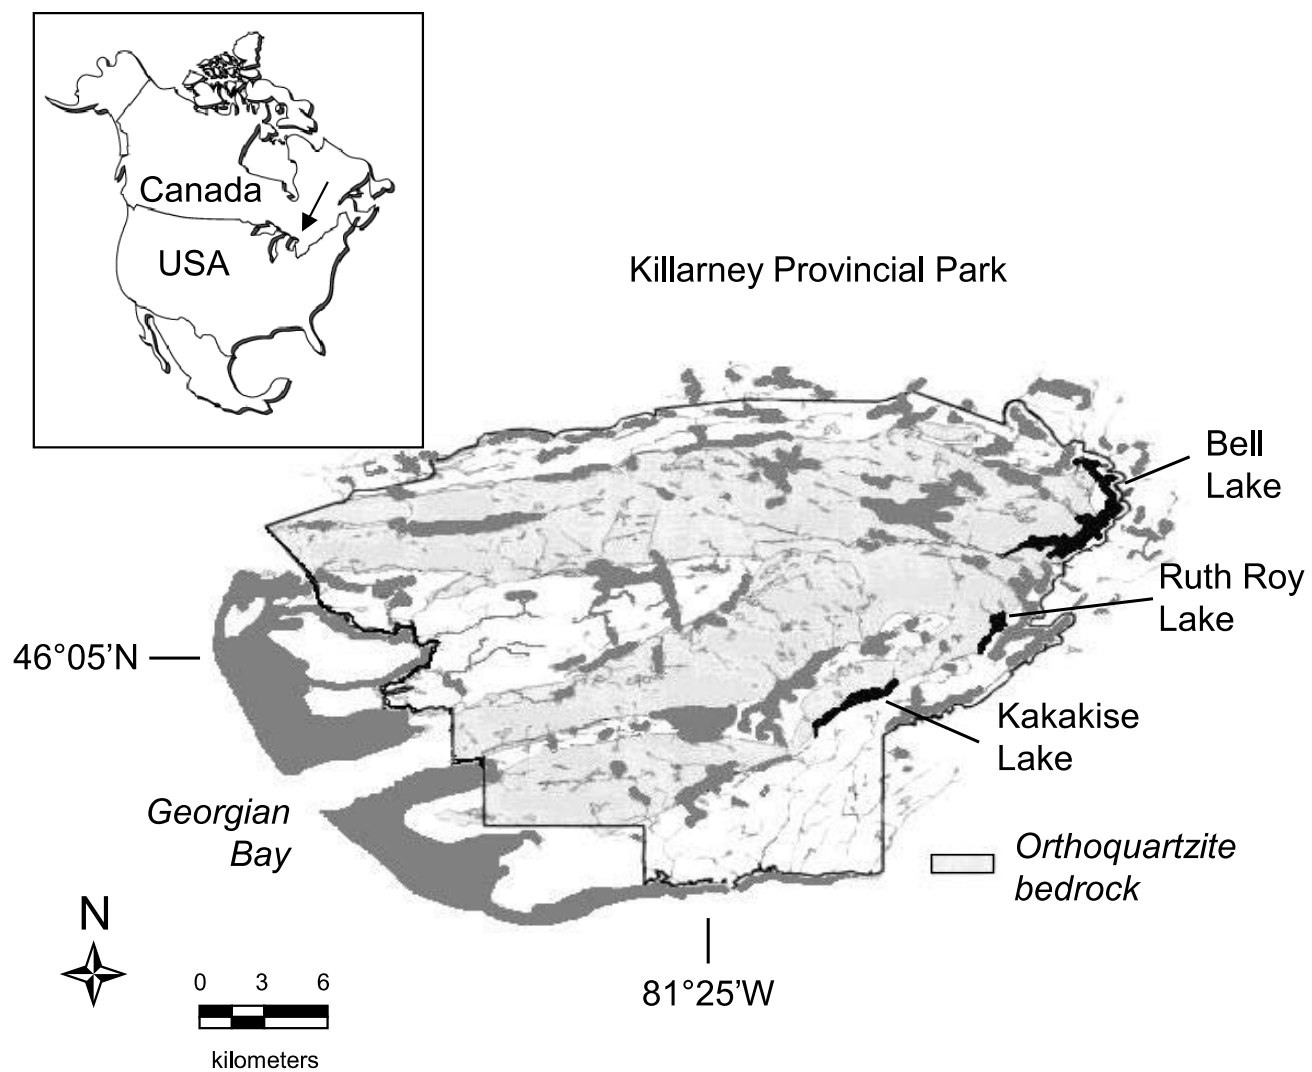 Canada
USA
Killarney Provincial Park
Bell
Lake
Ruth Roy
Lake
46°05'N
Kakakise
Lake
Georgian
Bay
Orthoquartzite
bedrock
N
0 3 6
kilometers
81°25'W